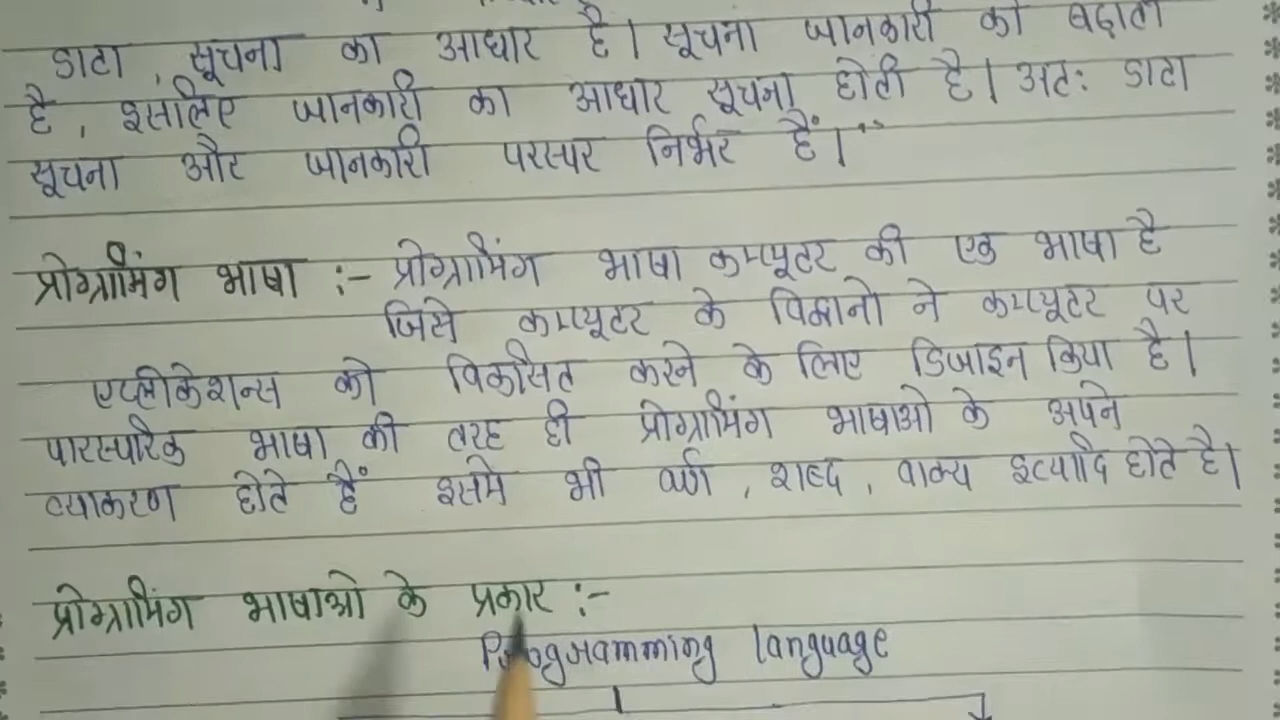 डाटा, सूचना का आधार है। सूचना जानकारी को बढ़ाता
है, इसलिए जानकारी का आधार सूचना होती है। अतः डाटा
सूचना और जानकारी परस्पर निर्भर हैं।
प्रोग्रामिंग भाषा :- प्रोग्रामिंग भाषा कम्प्यूटर की एक भाषा है
जिसे कम्प्यूटर के विद्वानो ने कम्प्यूटर पर
एप्लीकेशन्स को विकसित करने के लिए डिजाइन किया है।
पारस्परिक भाषा की तरह ही प्रोग्रामिंग भाषाओ के अपने
व्याकरण होते हैं इसमे भी वर्ण, शब्द, वाक्य इत्यादि होते है।
प्रोग्रामिंग भाषाओ के प्रकार :-
Programming language